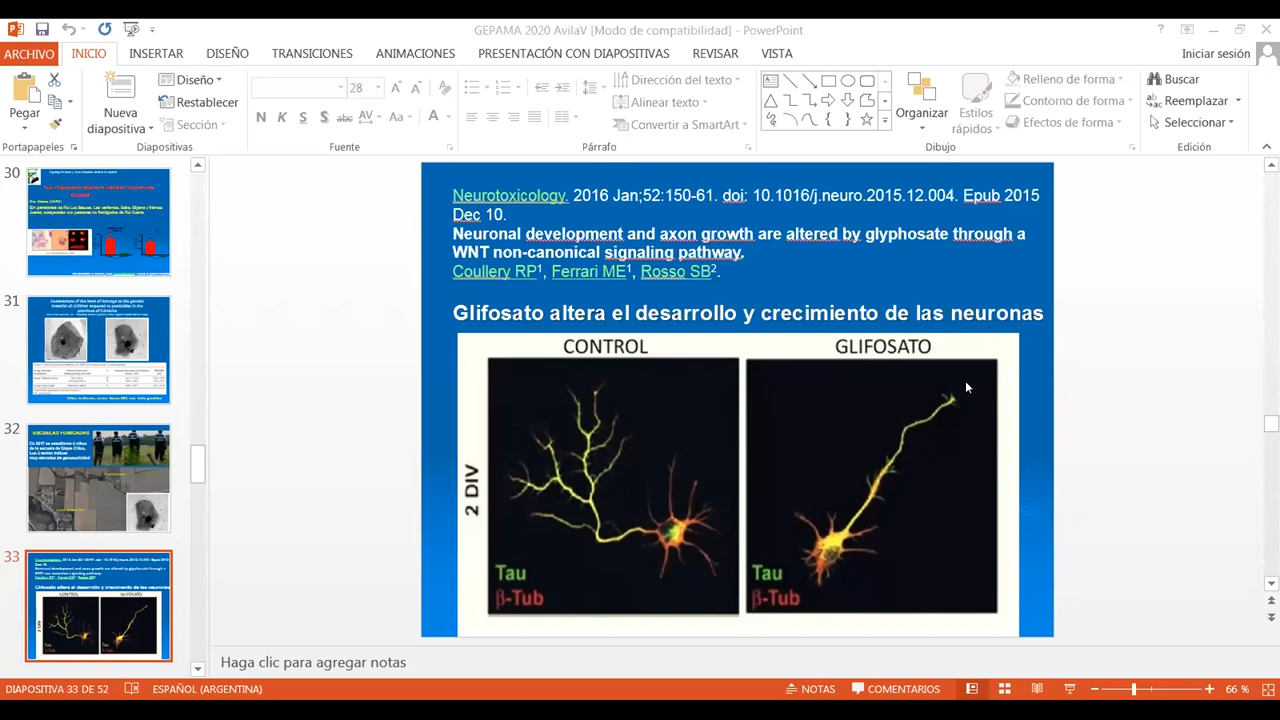 GEPAMA 2020 AvilaV [Modo de compatibilidad] - PowerPoint
ARCHIVO INICIO INSERTAR DISEÑO TRANSICIONES ANIMACIONES PRESENTACIÓN CON DIAPOSITIVAS REVISAR VISTA Iniciar sesión
Pegar
Nueva diapositiva
Diseño
Restablecer
Sección
28
N K S S abc AV Aa A
Dirección del texto
Alinear texto
Convertir a SmartArt
Organizar
Estilos rápidos
Relleno de forma
Contorno de forma
Efectos de forma
Buscar
Reemplazar
Seleccionar
Portapapeles Diapositivas Fuente Párrafo Dibujo Edición
30
31
32
ESCUELAS FUMIGADAS
33
Neurotoxicology. 2016 Jan;52:150-61. doi: 10.1016/j.neuro.2015.12.004. Epub 2015
Dec 10.
Neuronal development and axon growth are altered by glyphosate through a
WNT non-canonical signaling pathway.
Coullery RP1, Ferrari ME1, Rosso SB2.
Glifosato altera el desarrollo y crecimiento de las neuronas
CONTROL GLIFOSATO
2 DIV
Tau Tau
β-Tub β-Tub
Haga clic para agregar notas
DIAPOSITIVA 33 DE 52 ESPAÑOL (ARGENTINA) NOTAS COMENTARIOS 66 %